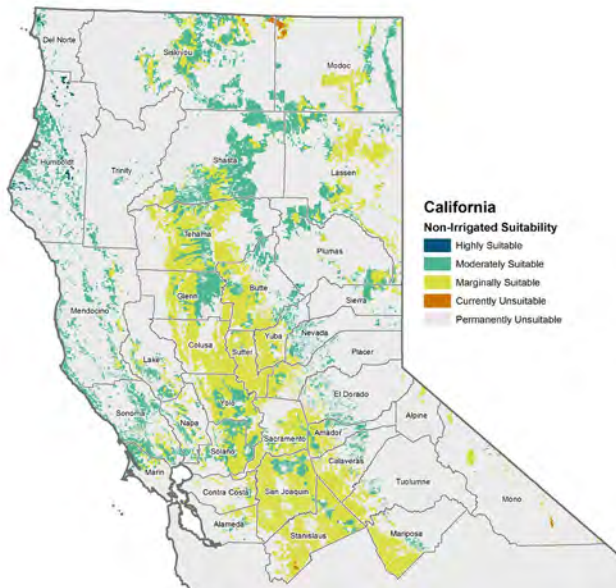 Del Norte
Siskiyou
Modoc
Humboldt
Trinity
Shasta
Lassen
Tehama
Plumas
Mendocino
Glenn
Butte
Sierra
Colusa
Sutter
Yuba
Nevada
Lake
Placer
Yolo
El Dorado
Sonoma
Napa
Alpine
Sacramento
Amador
Solano
Calaveras
Marin
Contra Costa
San Joaquin
Tuolumne
Mono
Alameda
Stanislaus
Mariposa
California
Non-Irrigated Suitability
Highly Suitable
Moderately Suitable
Marginally Suitable
Currently Unsuitable
Permanently Unsuitable